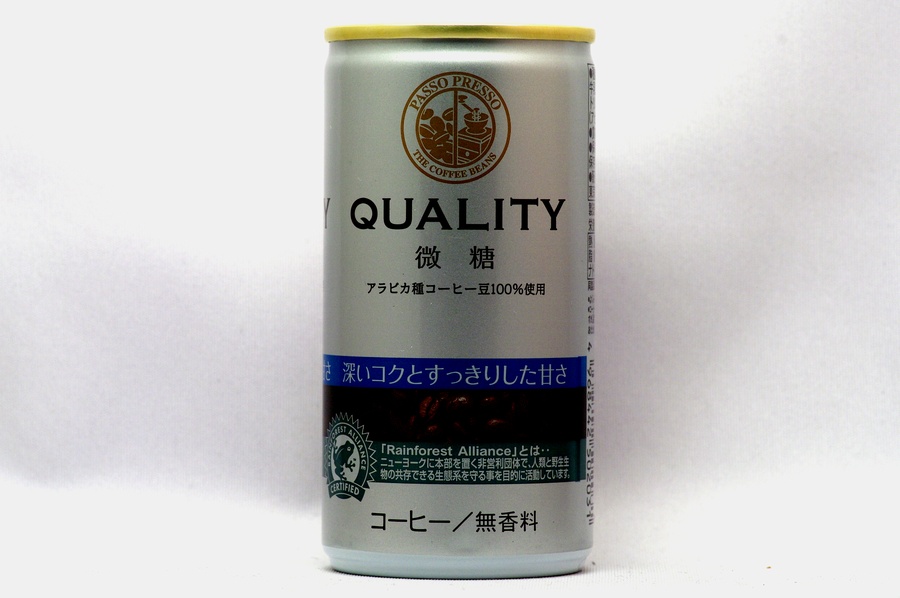 PASSO PRESSO
THE COFFEE BEANS
QUALITY
微糖
アラビカ種コーヒー豆100%使用
深いコクとすっきりした甘さ
RAINFOREST ALLIANCE
CERTIFIED
「Rainforest Alliance」とは‥
ニューヨークに本部を置く非営利団体で、人類と野生生
物の共存できる生態系を守る事を目的に活動しています。
コーヒー／無香料